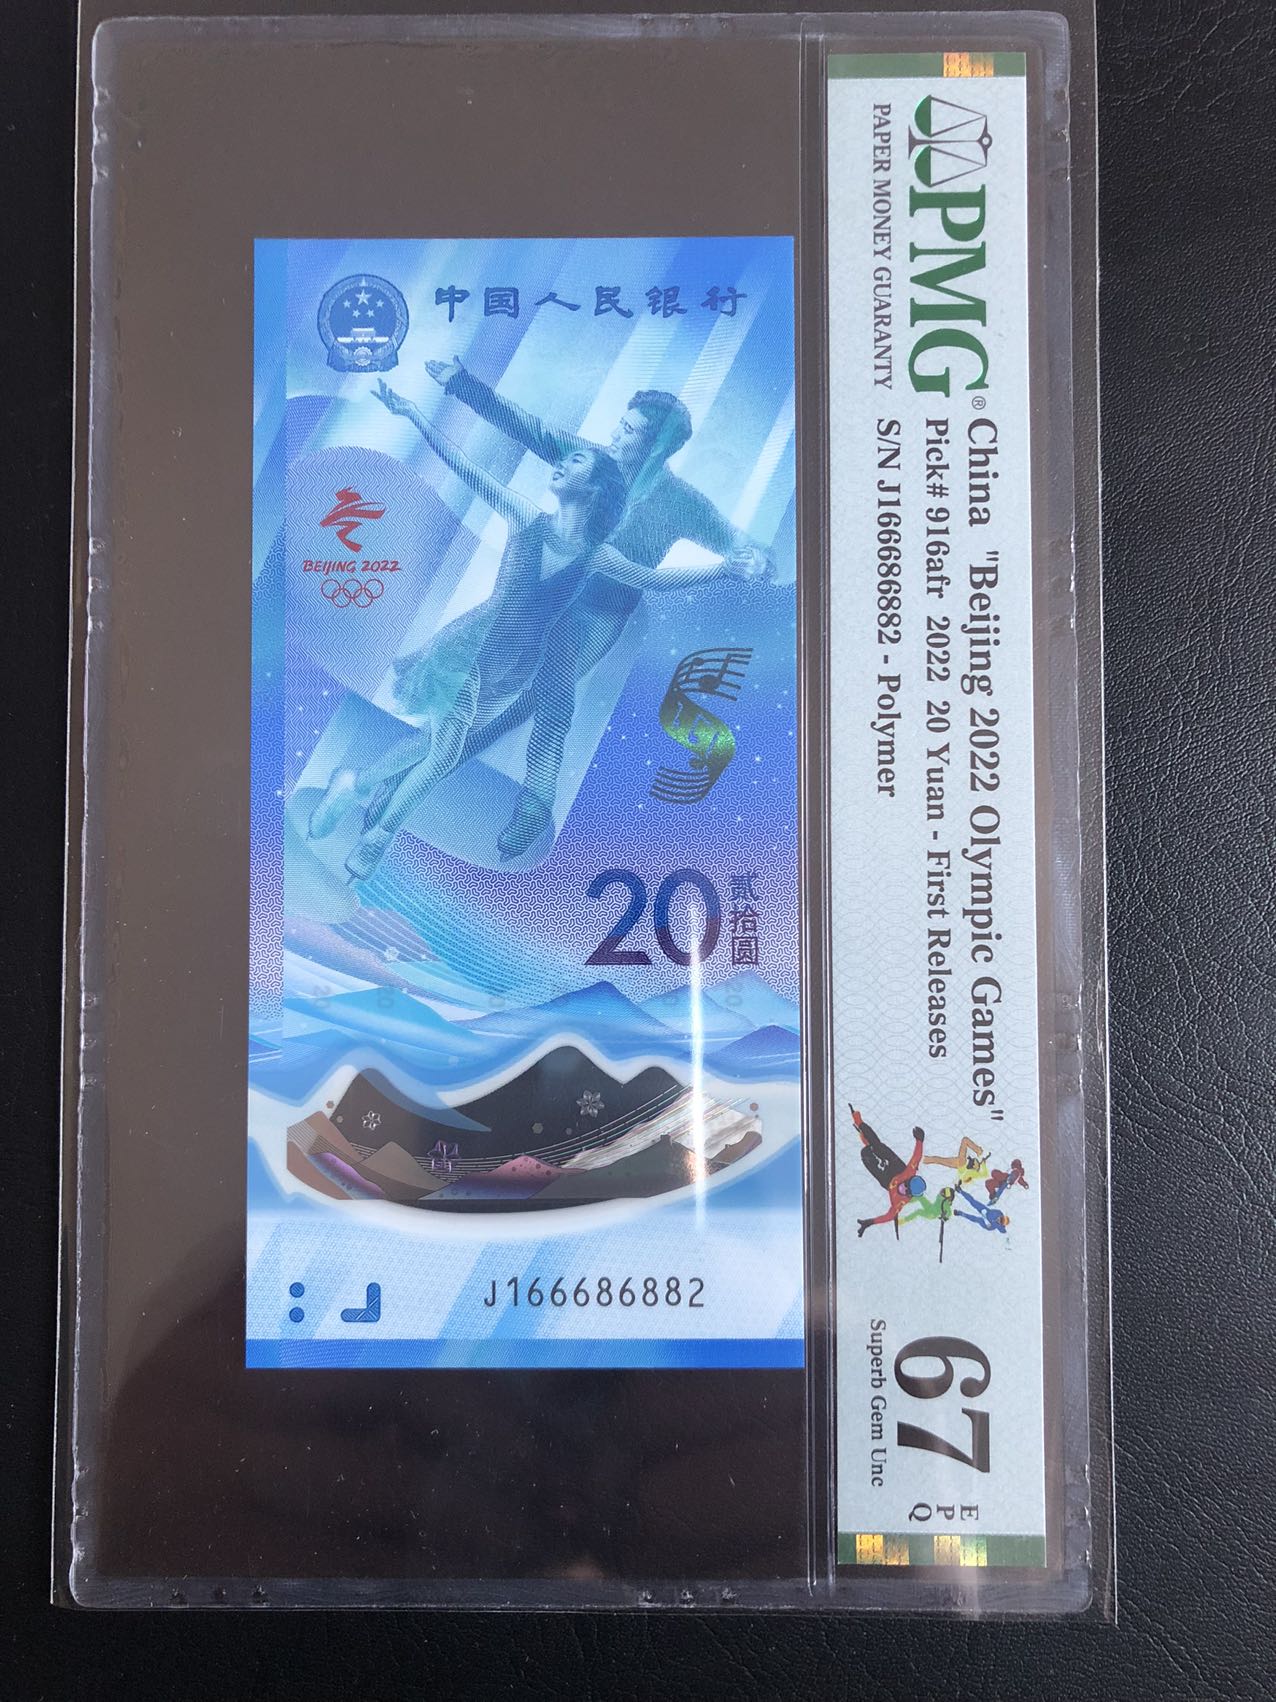 中国人民银行
BEIJING 2022
20
贰拾圆
J166686882
PMG®
PAPER MONEY GUARANTY
China "Beijing 2022 Olympic Games"
Pick# 916afr 2022 20 Yuan - First Releases
S/N J166686882 - Polymer
67
EPQ
Superb Gem Unc